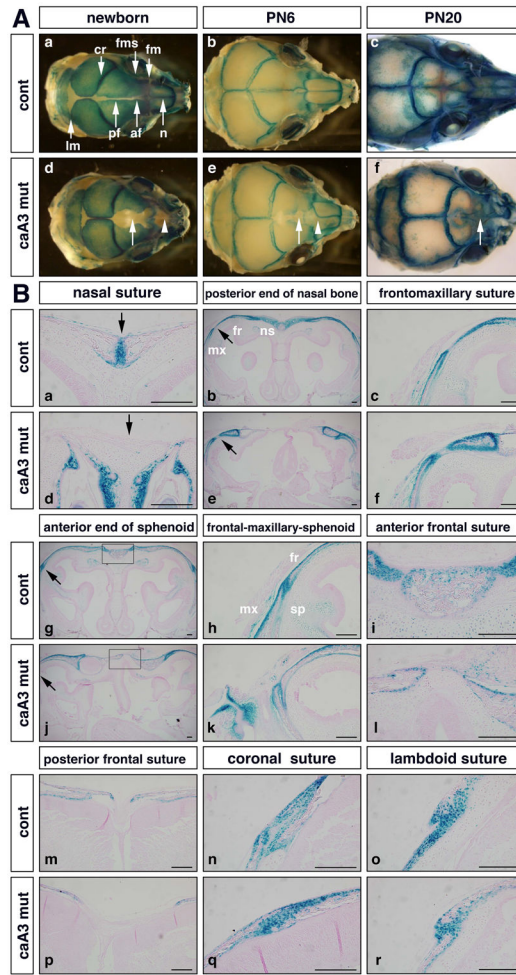 A
newborn
PN6
PN20
cont
a
cr
fms
fm
lm
pf
af
n
b
c
caA3 mut
d
e
f
B
nasal suture
posterior end of nasal bone
frontomaxillary suture
cont
a
b
fr
ns
mx
c
caA3 mut
d
e
f
anterior end of sphenoid
frontal-maxillary-sphenoid
anterior frontal suture
cont
g
h
fr
mx
sp
i
caA3 mut
j
k
l
posterior frontal suture
coronal suture
lambdoid suture
cont
m
n
o
caA3 mut
p
q
r